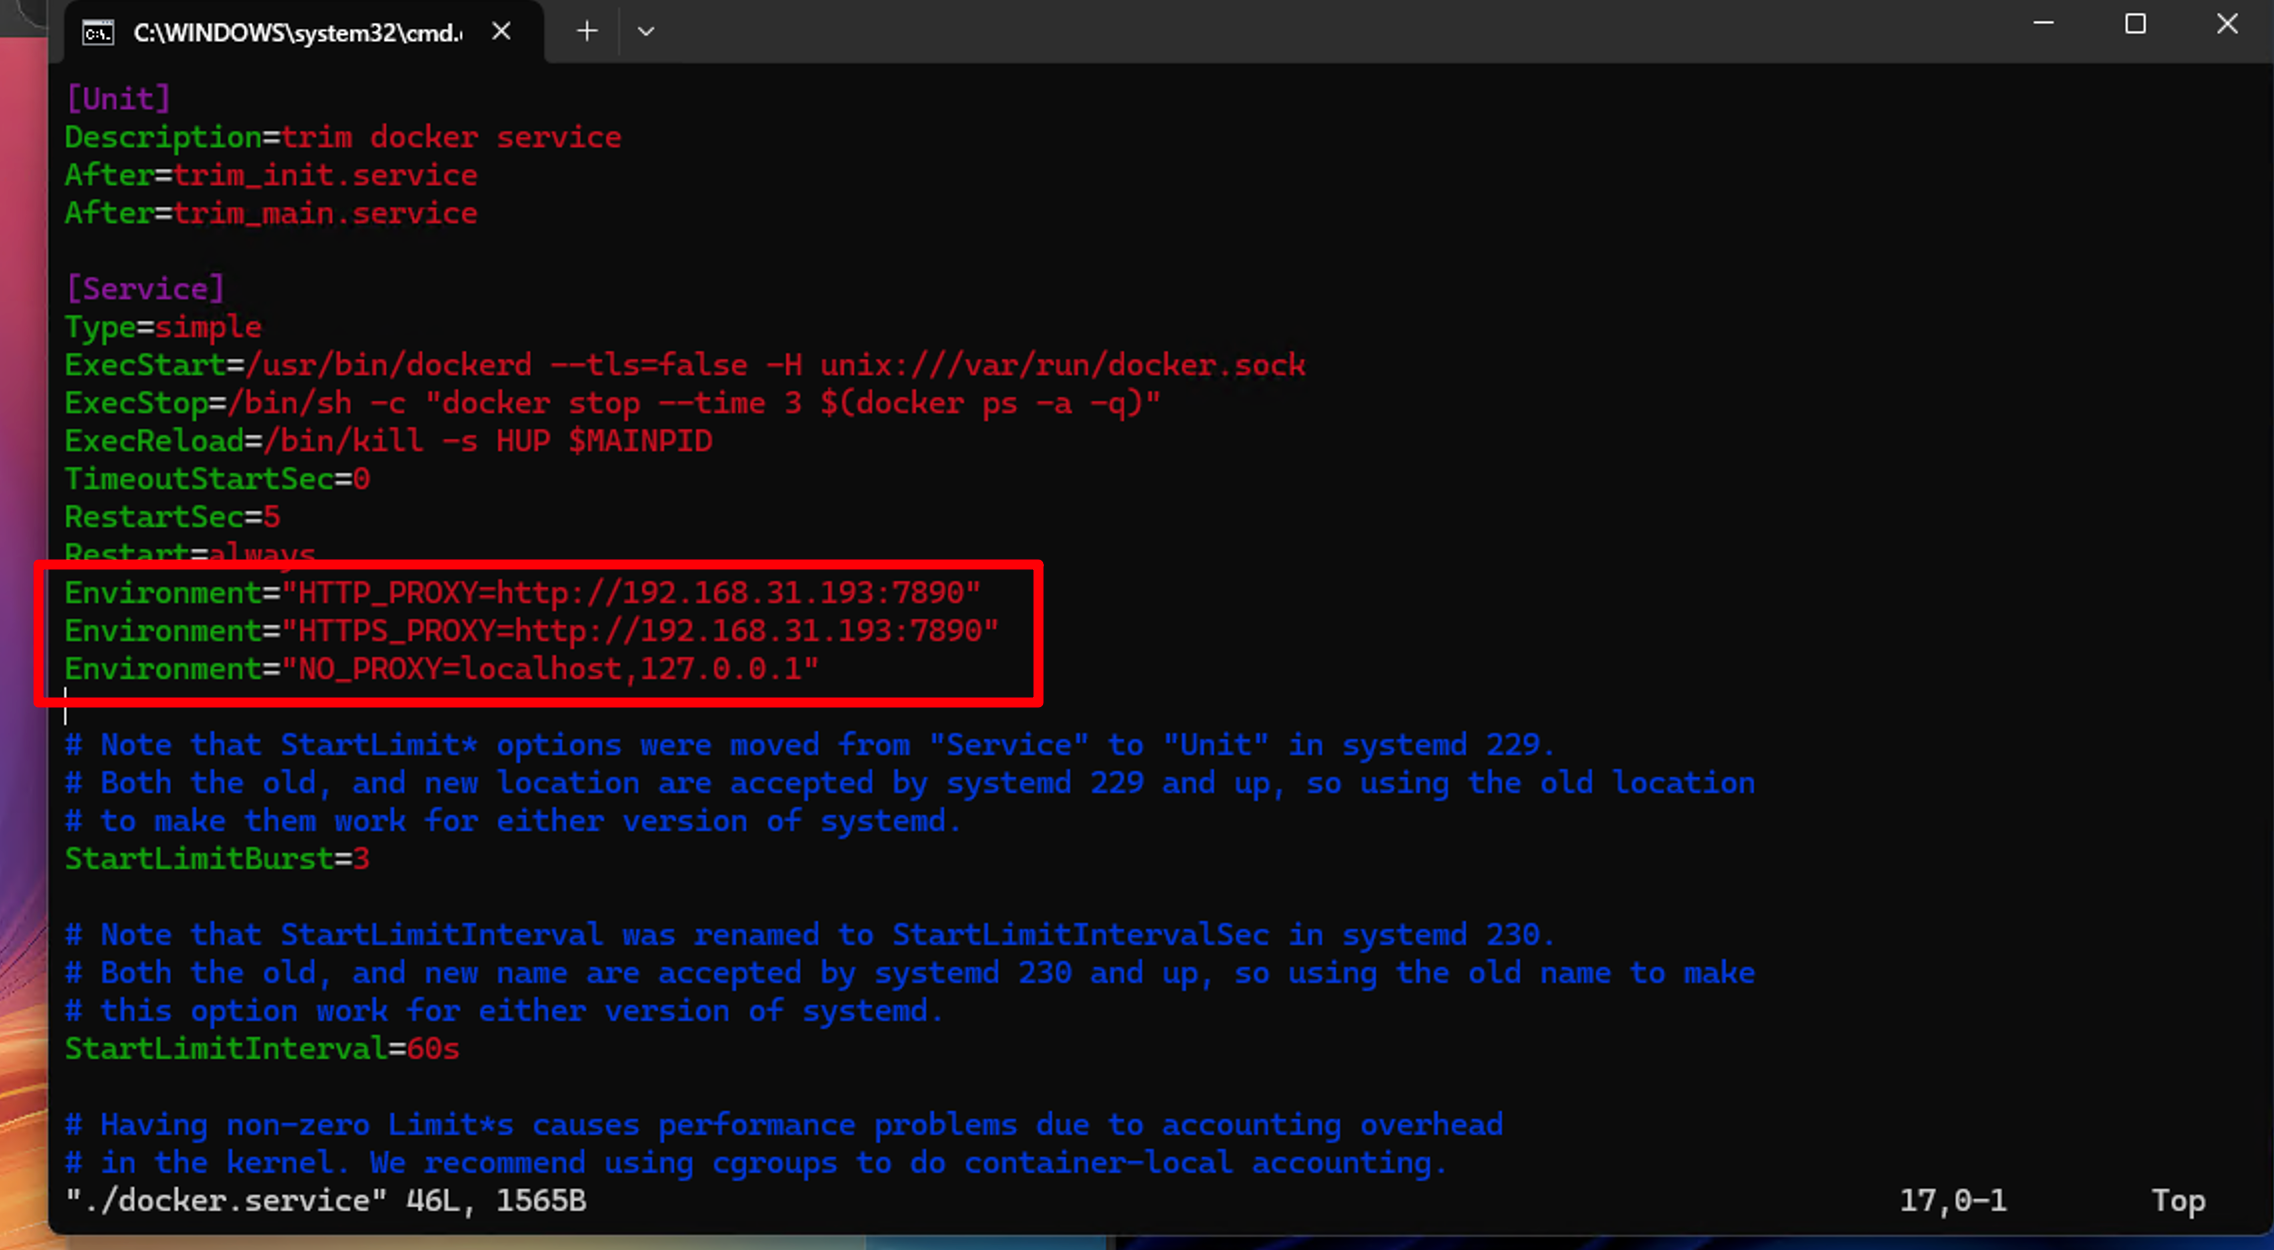 C:\WINDOWS\system32\cmd.
[Unit]
Description=trim docker service
After=trim_init.service
After=trim_main.service
[Service]
Type=simple
ExecStart=/usr/bin/dockerd --tls=false -H unix:///var/run/docker.sock
ExecStop=/bin/sh -c "docker stop --time 3 $(docker ps -a -q)"
ExecReload=/bin/kill -s HUP $MAINPID
TimeoutStartSec=0
RestartSec=5
Restart=always
Environment="HTTP_PROXY=http://192.168.31.193:7890"
Environment="HTTPS_PROXY=http://192.168.31.193:7890"
Environment="NO_PROXY=localhost,127.0.0.1"
# Note that StartLimit* options were moved from "Service" to "Unit" in systemd 229.
# Both the old, and new location are accepted by systemd 229 and up, so using the old location
# to make them work for either version of systemd.
StartLimitBurst=3
# Note that StartLimitInterval was renamed to StartLimitIntervalSec in systemd 230.
# Both the old, and new name are accepted by systemd 230 and up, so using the old name to make
# this option work for either version of systemd.
StartLimitInterval=60s
# Having non-zero Limit*s causes performance problems due to accounting overhead
# in the kernel. We recommend using cgroups to do container-local accounting.
"./docker.service" 46L, 1565B 17,0-1 Top